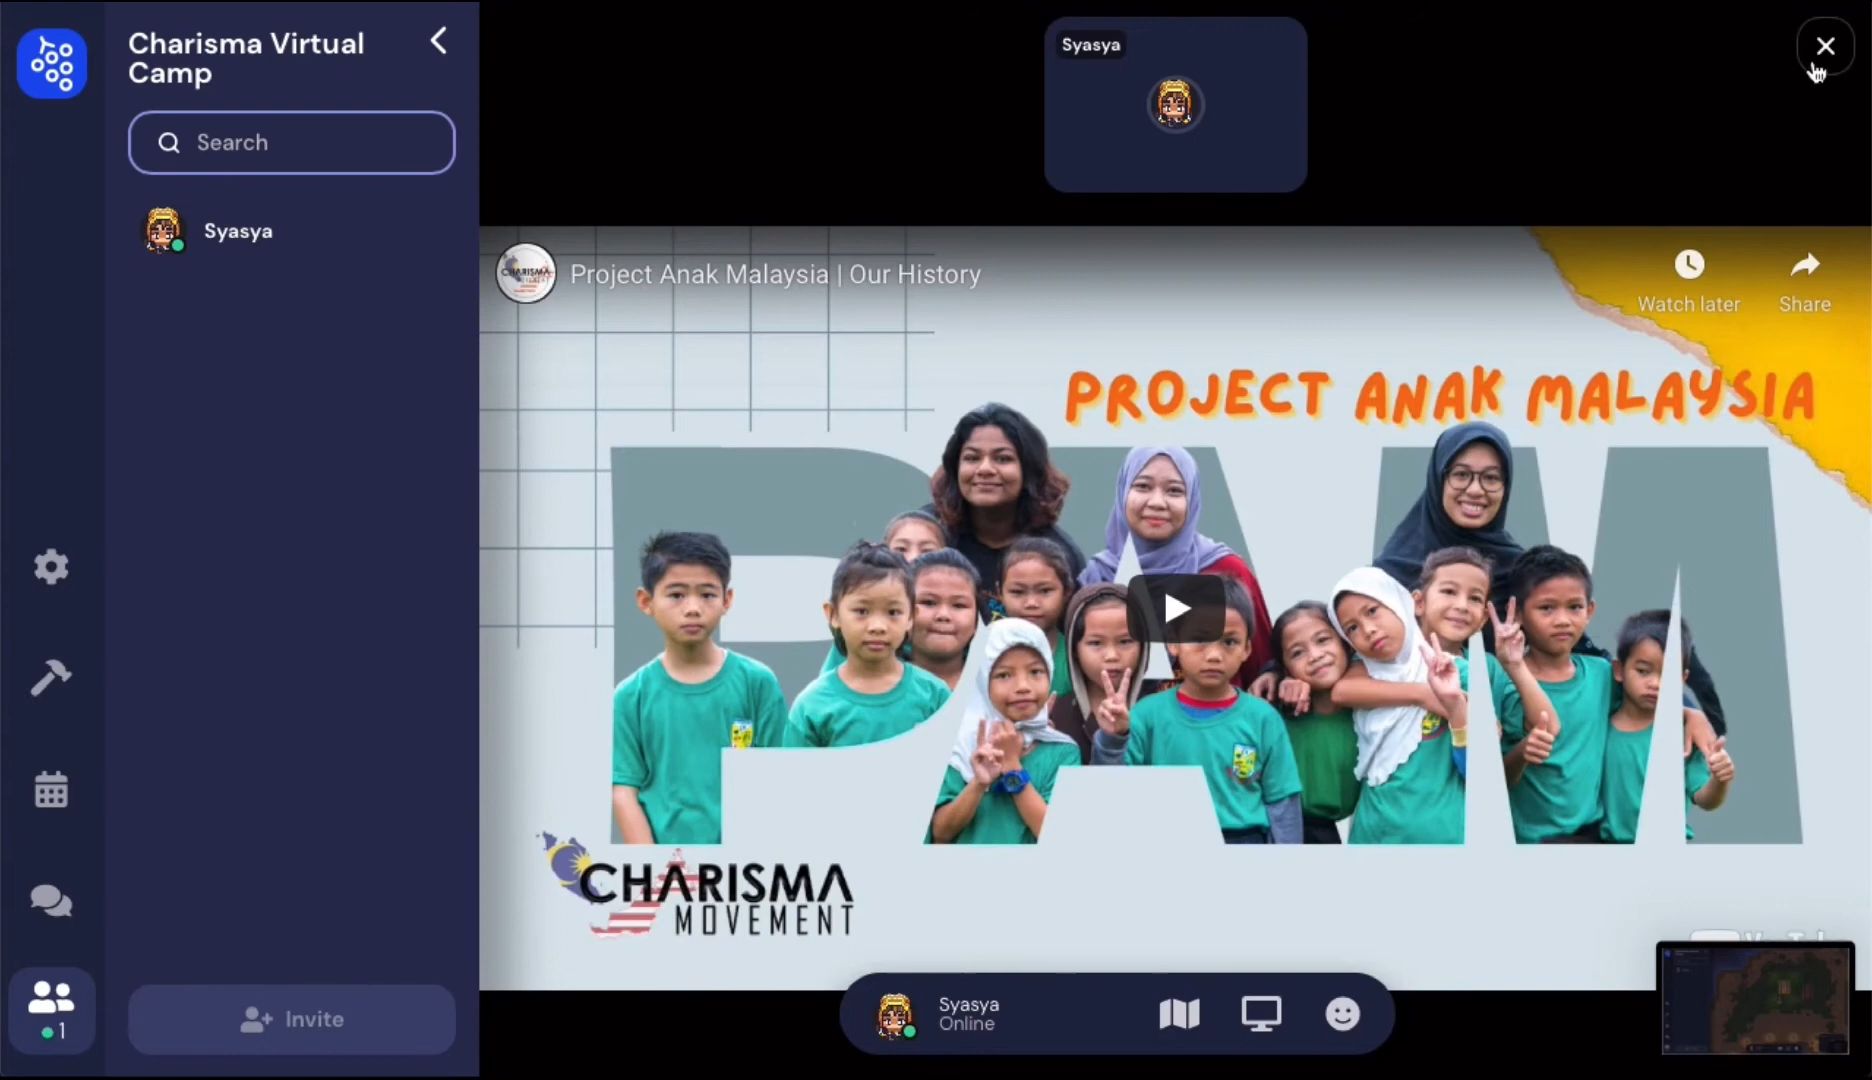 Charisma Virtual
Camp
Search
Syasya
1
Invite
Syasya
Project Anak Malaysia | Our History
Watch later
Share
PROJECT ANAK MALAYSIA
PAM
CHARISMA
MOVEMENT
Syasya
Online